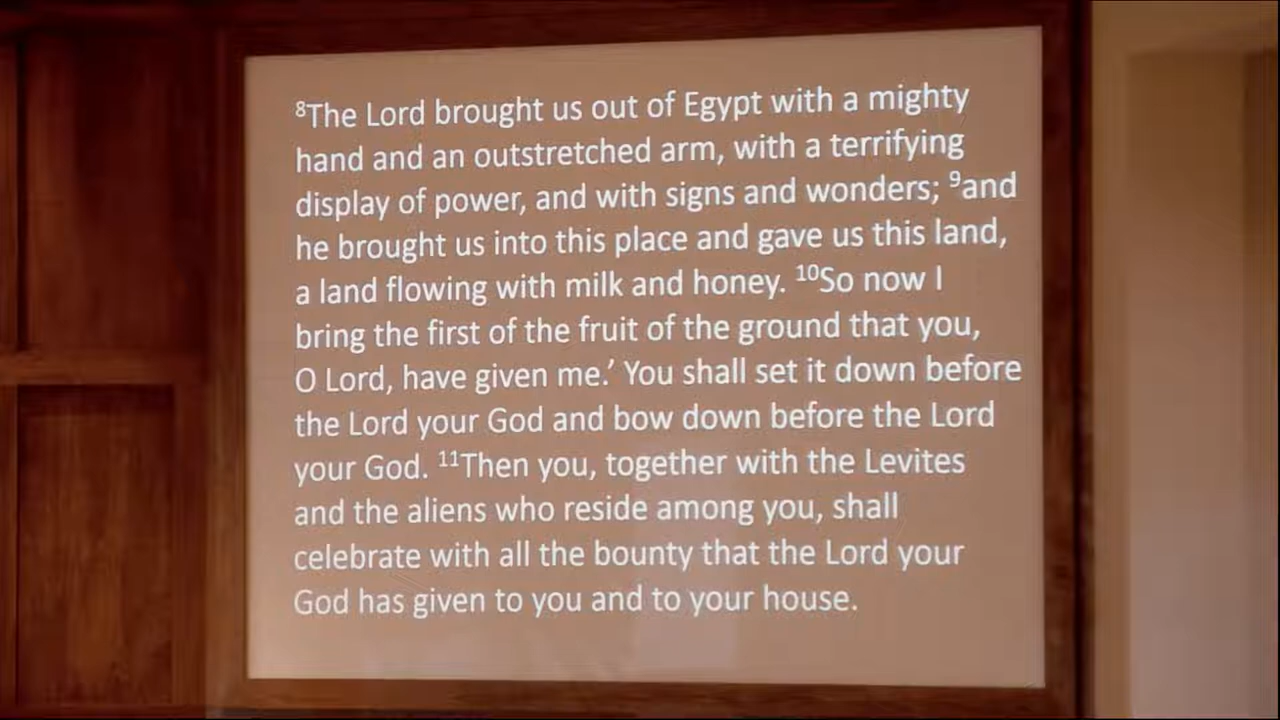 ⁸The Lord brought us out of Egypt with a mighty
hand and an outstretched arm, with a terrifying
display of power, and with signs and wonders; ⁹and
he brought us into this place and gave us this land,
a land flowing with milk and honey. ¹⁰So now I
bring the first of the fruit of the ground that you,
O Lord, have given me.’ You shall set it down before
the Lord your God and bow down before the Lord
your God. ¹¹Then you, together with the Levites
and the aliens who reside among you, shall
celebrate with all the bounty that the Lord your
God has given to you and to your house.